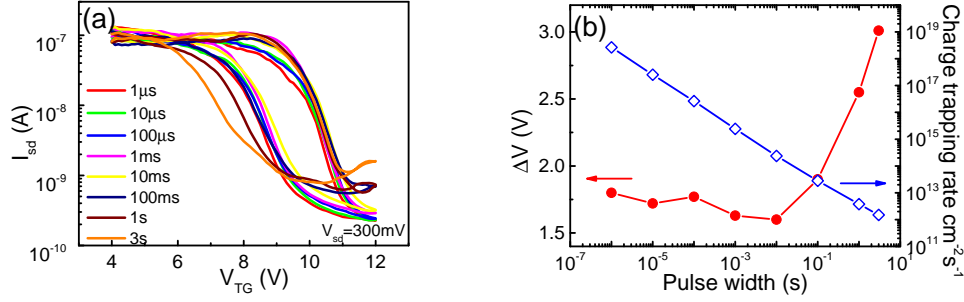 (a)
10⁻⁷
10⁻⁸
10⁻⁹
10⁻¹⁰
I_sd (A)
1μs
10μs
100μs
1ms
10ms
100ms
1s
3s
V_sd=300mV
4 6 8 10 12
V_TG (V)
(b)
3.0
2.5
2.0
1.5
ΔV (V)
10¹⁹
10¹⁷
10¹⁵
10¹³
10¹¹
Charge trapping rate cm⁻² s⁻¹
10⁻⁷ 10⁻⁵ 10⁻³ 10⁻¹ 10¹
Pulse width (s)